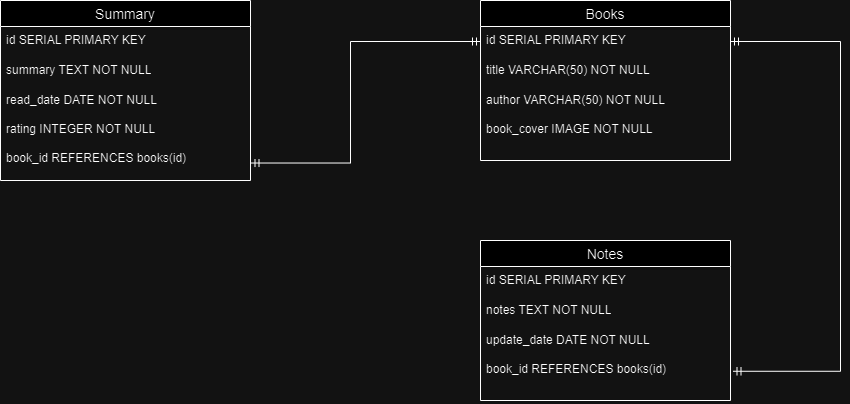 Summary
id SERIAL PRIMARY KEY
summary TEXT NOT NULL
read_date DATE NOT NULL
rating INTEGER NOT NULL
book_id REFERENCES books(id)
Books
id SERIAL PRIMARY KEY
title VARCHAR(50) NOT NULL
author VARCHAR(50) NOT NULL
book_cover IMAGE NOT NULL
Notes
id SERIAL PRIMARY KEY
notes TEXT NOT NULL
update_date DATE NOT NULL
book_id REFERENCES books(id)